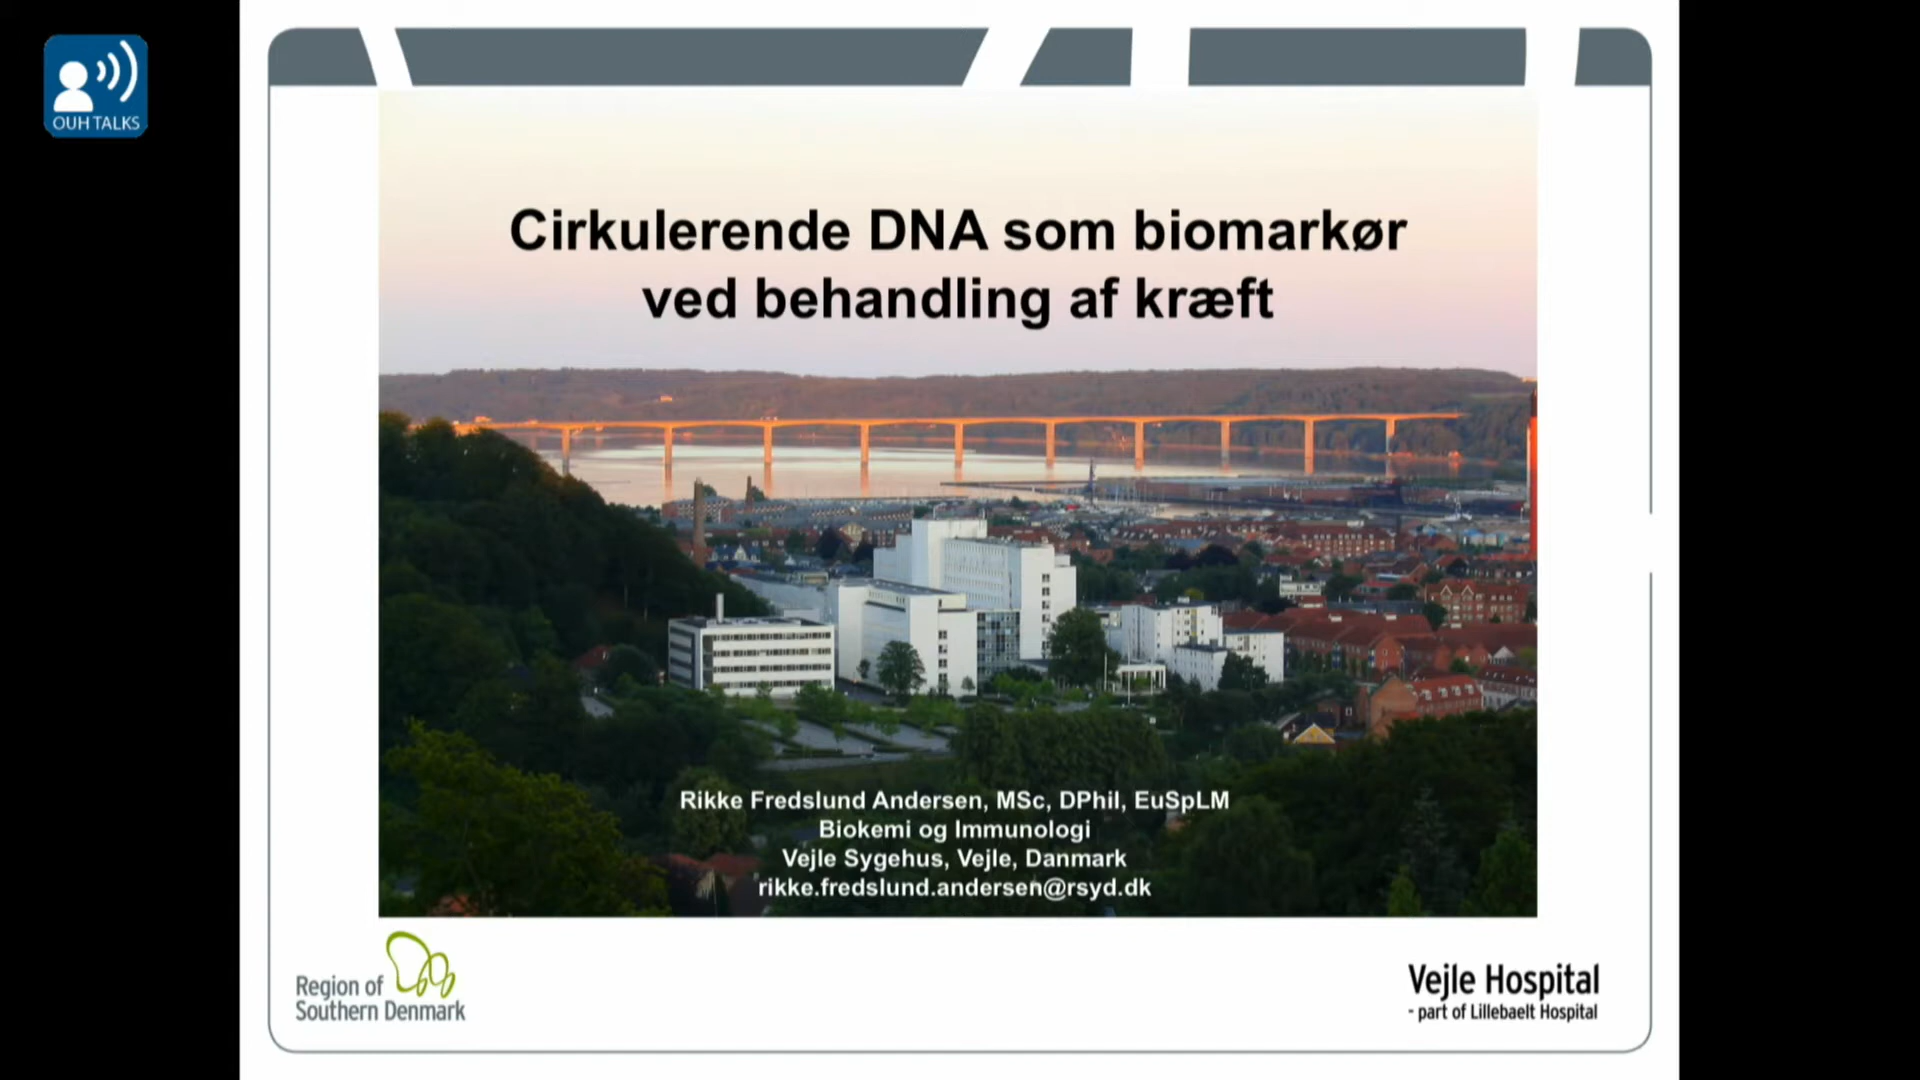 OUH TALKS
Cirkulerende DNA som biomarkør
ved behandling af kræft
Rikke Fredslund Andersen, MSc, DPhil, EuSpLM
Biokemi og Immunologi
Vejle Sygehus, Vejle, Danmark
rikke.fredslund.andersen@rsyd.dk
Region of
Southern Denmark
Vejle Hospital
- part of Lillebaelt Hospital